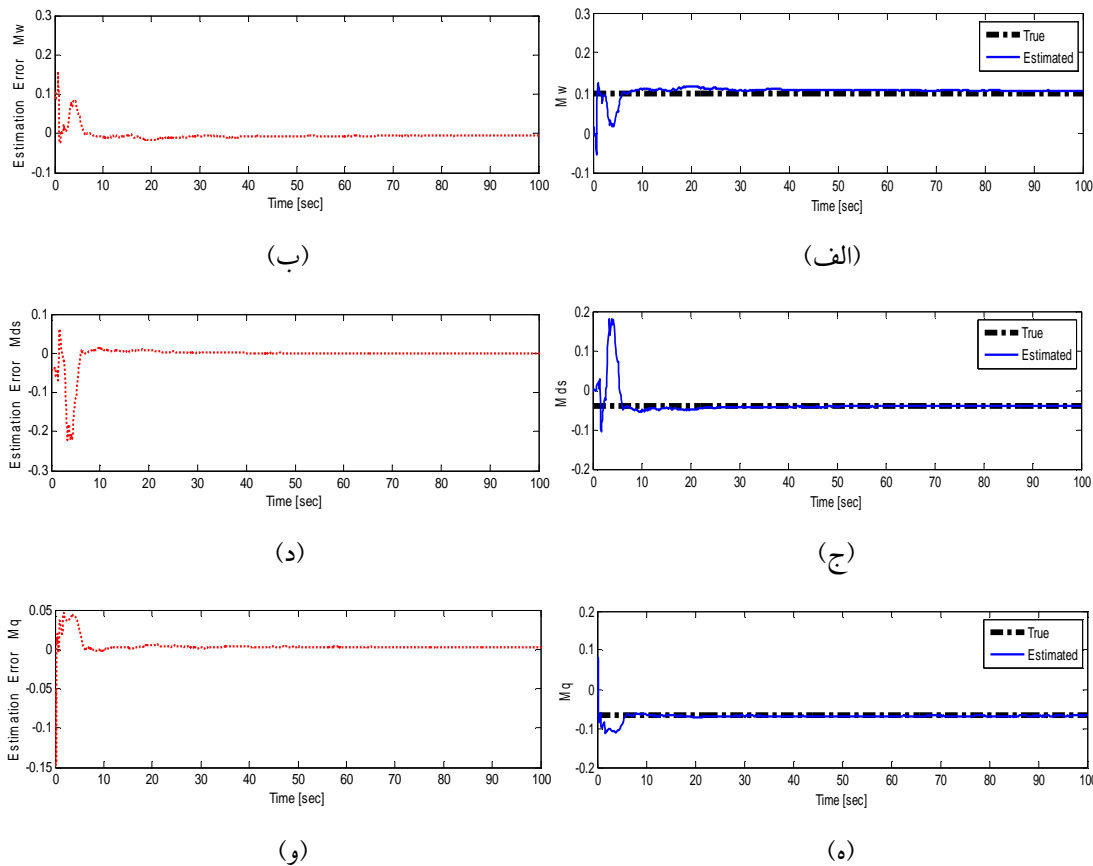 0.3
0.2
0.1
0
-0.1
Estimation Error Mw
0 10 20 30 40 50 60 70 80 90 100
Time [sec]
(ب)
0.3
0.2
0.1
0
-0.1
Mw
True
Estimated
0 10 20 30 40 50 60 70 80 90 100
Time [sec]
(الف)
0.1
0
-0.1
-0.2
-0.3
Estimation Error Mds
0 10 20 30 40 50 60 70 80 90 100
Time [sec]
(د)
0.2
0.1
0
-0.1
-0.2
Mds
True
Estimated
0 10 20 30 40 50 60 70 80 90 100
Time [sec]
(ج)
0.05
0
-0.05
-0.1
-0.15
Estimation Error Mq
0 10 20 30 40 50 60 70 80 90 100
Time [sec]
(و)
0.2
0.1
0
-0.1
-0.2
Mq
True
Estimated
0 10 20 30 40 50 60 70 80 90 100
Time [sec]
(ه)